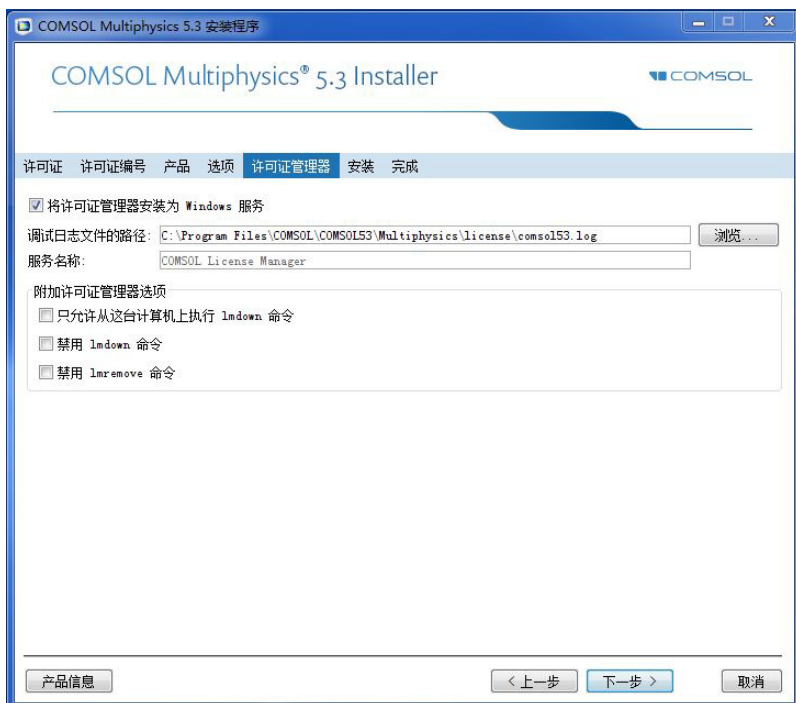 COMSOL Multiphysics 5.3 安装程序
COMSOL Multiphysics® 5.3 Installer
COMSOL
许可证 许可证编号 产品 选项 许可证管理器 安装 完成
将许可证管理器安装为 Windows 服务
调试日志文件的路径: C:\Program Files\COMSOL\COMSOL53\Multiphysics\license\comsol53.log 浏览...
服务名称: COMSOL License Manager
附加许可证管理器选项
只允许从这台计算机上执行 lmdown 命令
禁用 lmdown 命令
禁用 lmremove 命令
产品信息 < 上一步 下一步 > 取消